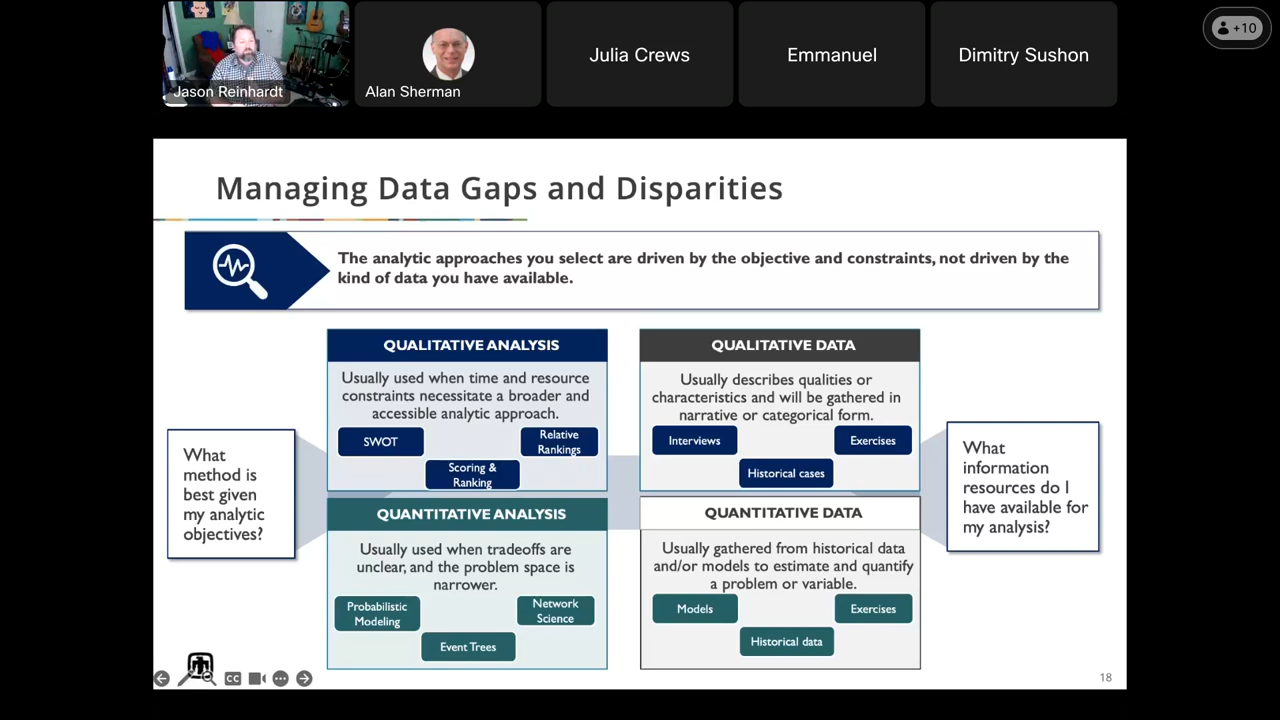 Jason Reinhardt
Alan Sherman
Julia Crews
Emmanuel
Dimitry Sushon
+10
Managing Data Gaps and Disparities
The analytic approaches you select are driven by the objective and constraints, not driven by the
kind of data you have available.
What
method is
best given
my analytic
objectives?
QUALITATIVE ANALYSIS
Usually used when time and resource
constraints necessitate a broader and
accessible analytic approach.
SWOT
Relative
Rankings
Scoring &
Ranking
QUALITATIVE DATA
Usually describes qualities or
characteristics and will be gathered in
narrative or categorical form.
Interviews
Exercises
Historical cases
QUANTITATIVE ANALYSIS
Usually used when tradeoffs are
unclear, and the problem space is
narrower.
Probabilistic
Modeling
Network
Science
Event Trees
QUANTITATIVE DATA
Usually gathered from historical data
and/or models to estimate and quantify
a problem or variable.
Models
Exercises
Historical data
What
information
resources do I
have available for
my analysis?
CC
18